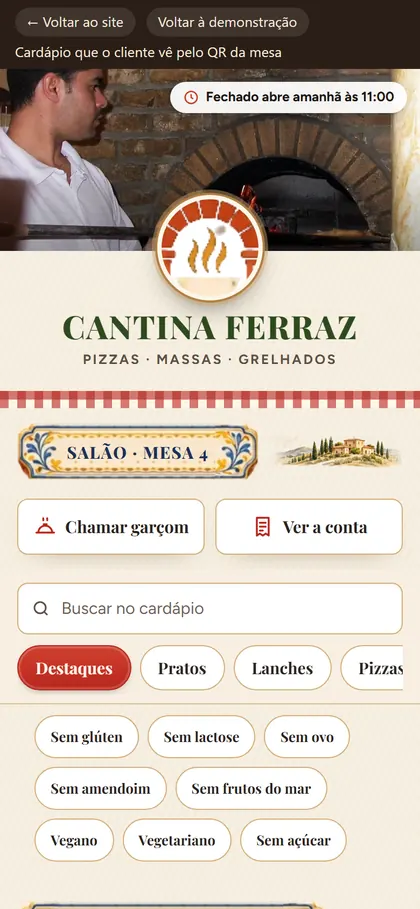 ← Voltar ao site
Voltar à demonstração
Cardápio que o cliente vê pelo QR da mesa
Fechado abre amanhã às 11:00
CANTINA FERRAZ
PIZZAS · MASSAS · GRELHADOS
SALÃO · MESA 4
Chamar garçom
Ver a conta
Buscar no cardápio
Destaques
Pratos
Lanches
Pizzas
Sem glúten
Sem lactose
Sem ovo
Sem amendoim
Sem frutos do mar
Vegano
Vegetariano
Sem açúcar